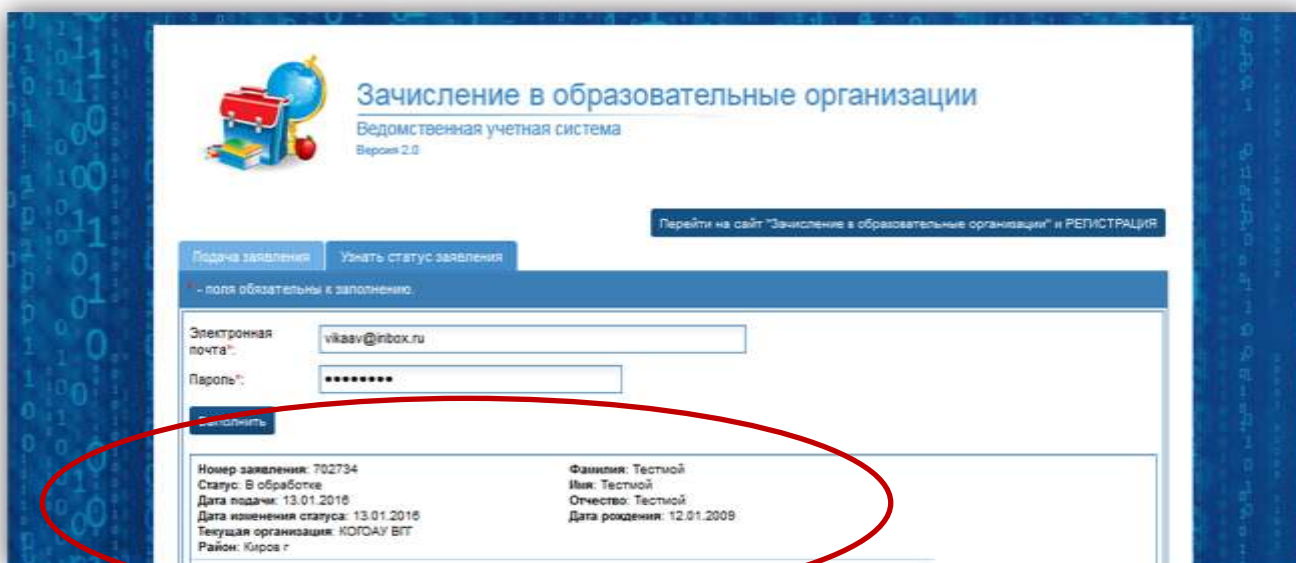 Зачисление в образовательные организации
Ведомственная учетная система
Версия 2.0
Перейти на сайт "Зачисление в образовательные организации" и РЕГИСТРАЦИЯ
Подача заявления Узнать статус заявления
* - поля обязательны к заполнению.
Электронная
почта*: vikaav@inbox.ru
Пароль*: ••••••••
Выполнить
Номер заявления: 702734 Фамилия: Тестмой
Статус: В обработке Имя: Тестмой
Дата подачи: 13.01.2016 Отчество: Тестмой
Дата изменения статуса: 13.01.2016 Дата рождения: 12.01.2009
Текущая организация: КОГОАУ ВГГ
Район: Киров г